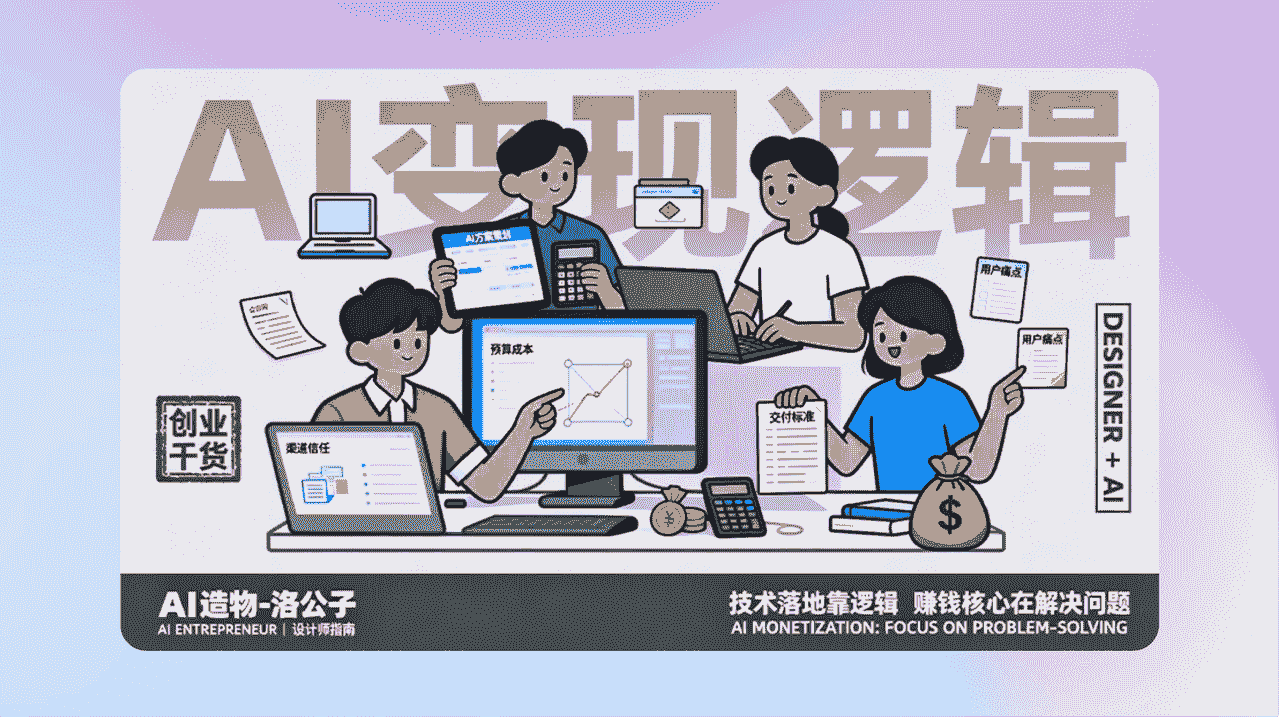 AI变现逻辑
AI方案策划
用户痛点
用户痛点
DESIGNER + AI
预算成本
创业
干货
交付标准
渠道信任
$
¥
AI造物-洛公子
AI ENTREPRENEUR | 设计师指南
技术落地靠逻辑 赚钱核心在解决问题
AI MONETIZATION: FOCUS ON PROBLEM-SOLVING